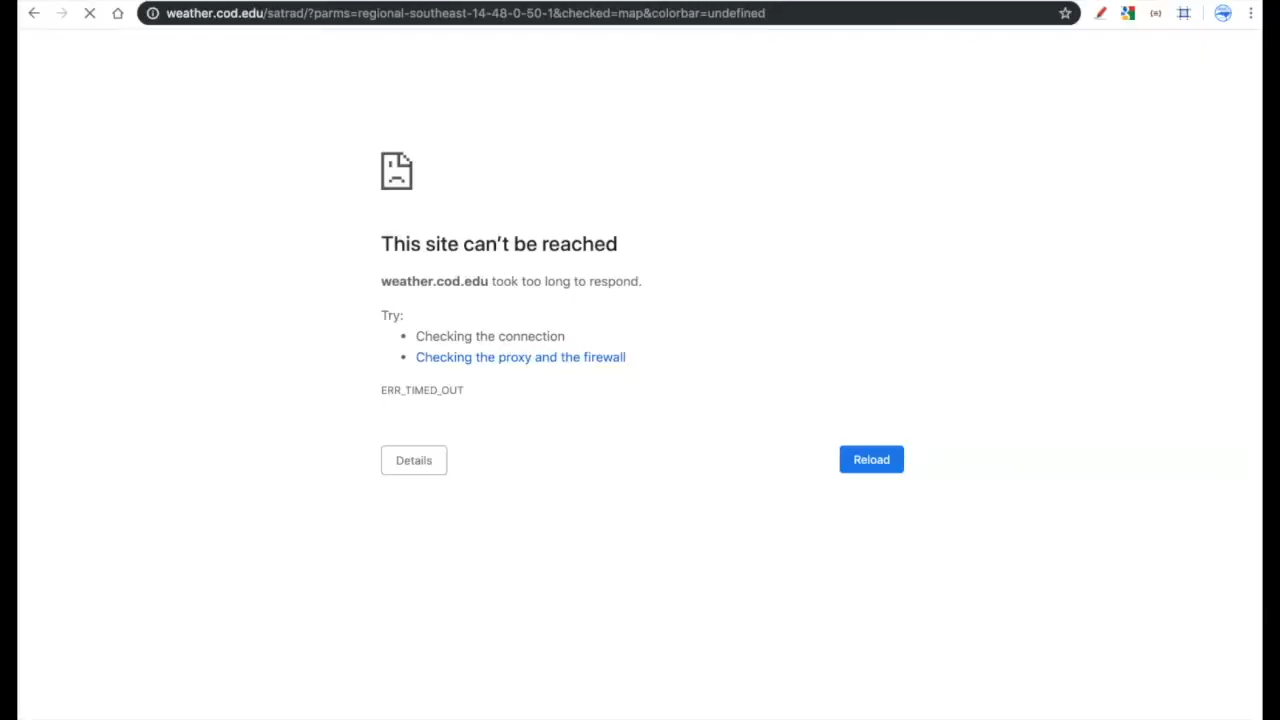 weather.cod.edu/satrad/?parms=regional-southeast-14-48-0-50-1&checked=map&colorbar=undefined
This site can't be reached
weather.cod.edu took too long to respond.
Try:
• Checking the connection
• Checking the proxy and the firewall
ERR_TIMED_OUT
Details
Reload